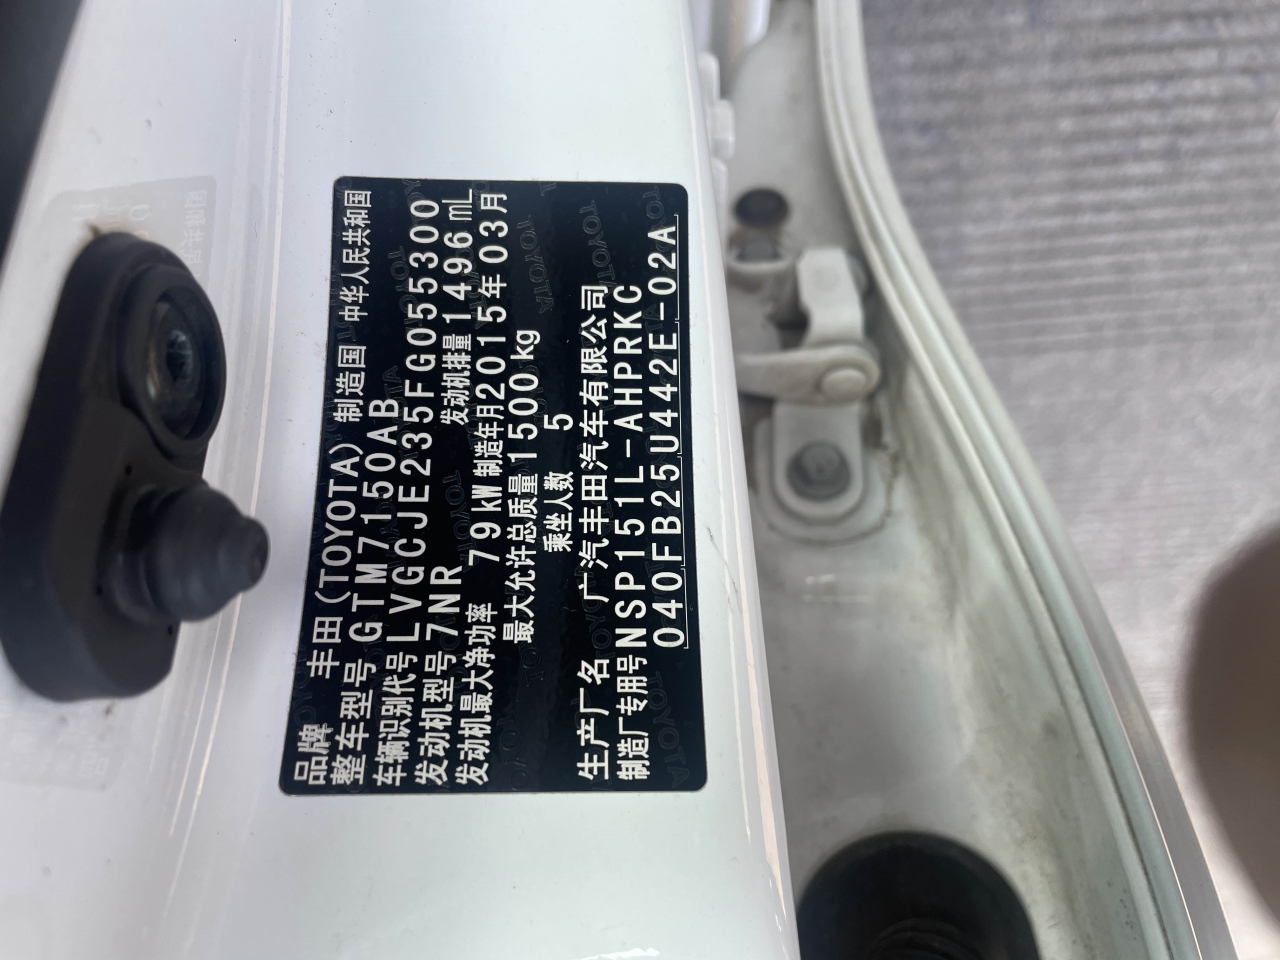 品牌 丰田(TOYOTA) 制造国 中华人民共和国
整车型号 GTM7150AB
车辆识别代号 LVGCJE235FG055300
发动机型号 7NR 发动机排量 1496 mL
发动机最大净功率 79 kW 制造年月 2015年03月
最大允许总质量 1500 kg
乘坐人数 5
生产厂名 广汽丰田汽车有限公司
制造厂专用号 NSP151L-AHPRKC
040FB25U442E-02A